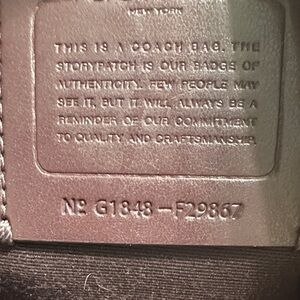 NEW YORK
THIS IS A COACH BAG. THE
STORYPATCH IS OUR BADGE OF
AUTHENTICITY. FEW PEOPLE MAY
SEE IT, BUT IT WILL ALWAYS BE A
REMINDER OF OUR COMMITMENT
TO QUALITY AND CRAFTSMANSHIP.
Nº G1848-F29867